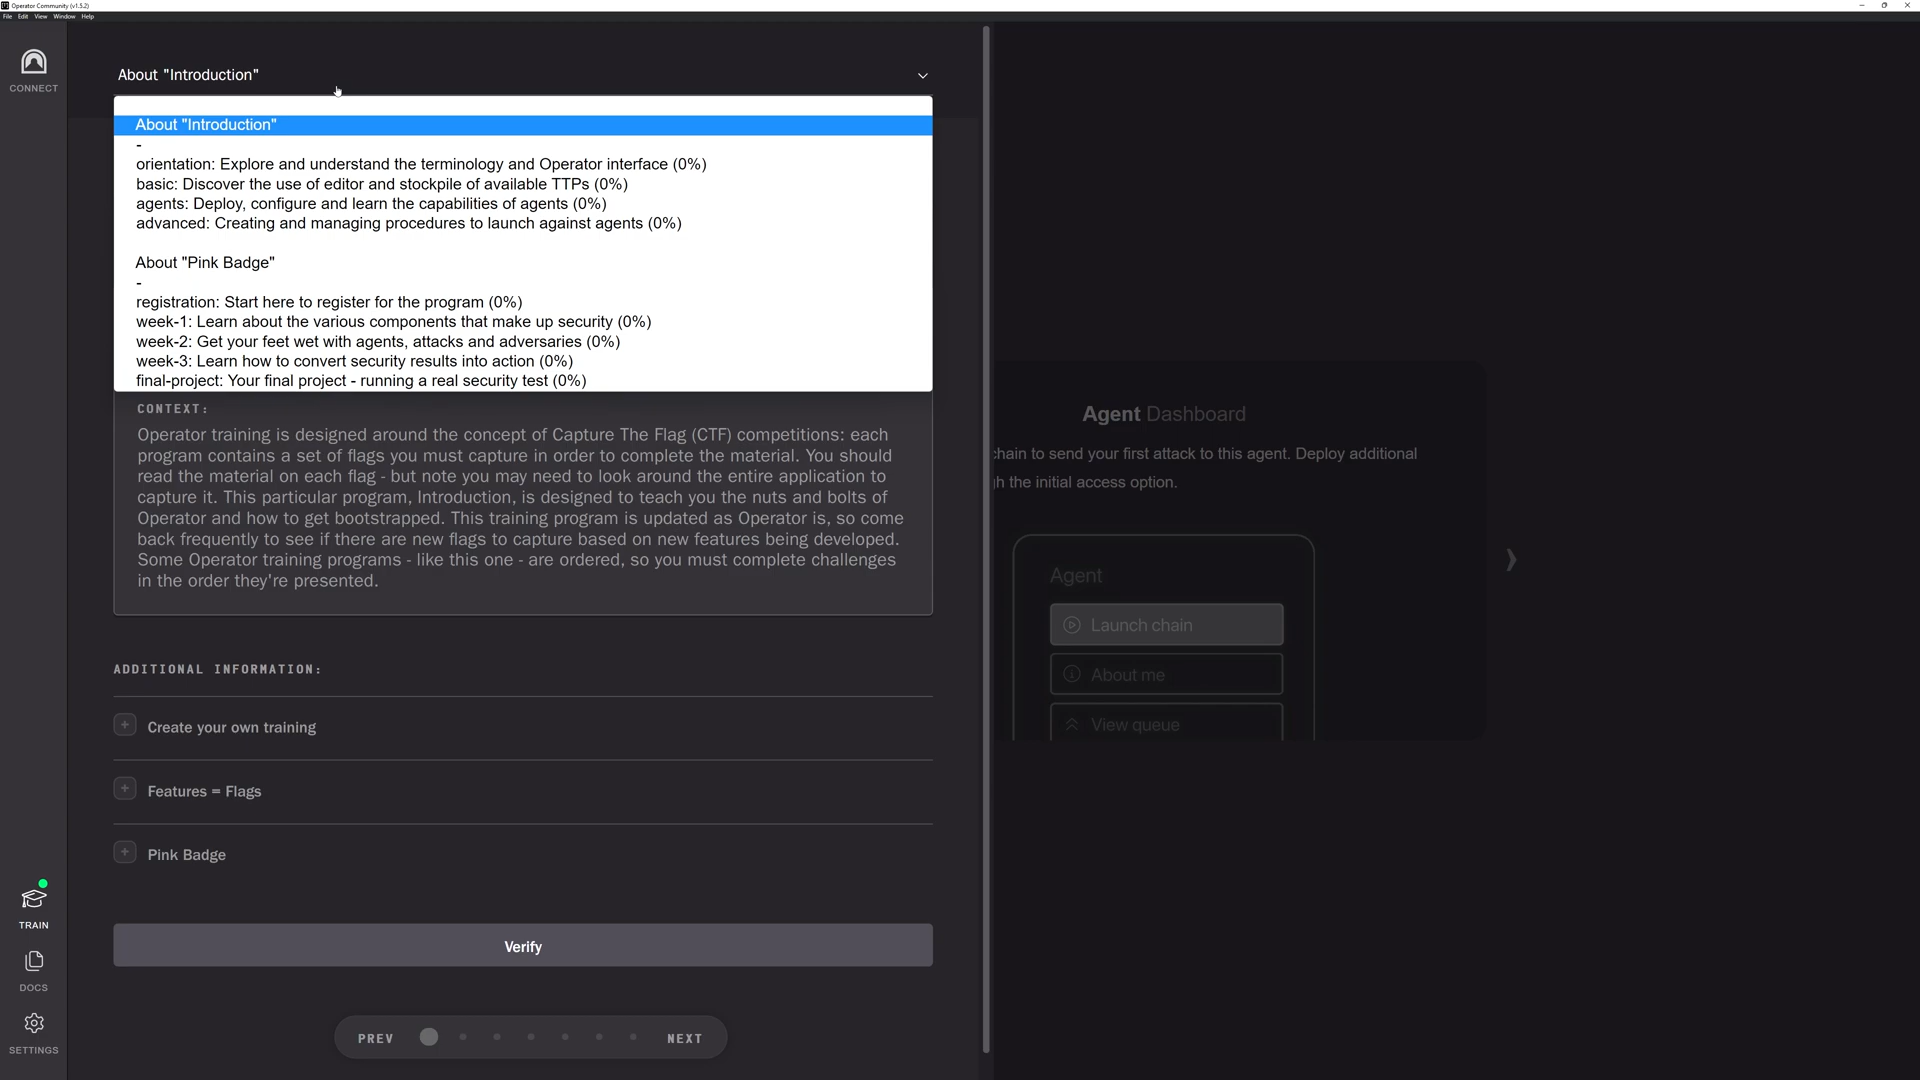 Operator Community (v1.5.2)
File Edit View Window Help
CONNECT
About "Introduction"
About "Introduction"
-
orientation: Explore and understand the terminology and Operator interface (0%)
basic: Discover the use of editor and stockpile of available TTPs (0%)
agents: Deploy, configure and learn the capabilities of agents (0%)
advanced: Creating and managing procedures to launch against agents (0%)
About "Pink Badge"
-
registration: Start here to register for the program (0%)
week-1: Learn about the various components that make up security (0%)
week-2: Get your feet wet with agents, attacks and adversaries (0%)
week-3: Learn how to convert security results into action (0%)
final-project: Your final project - running a real security test (0%)
CONTEXT:
Operator training is designed around the concept of Capture The Flag (CTF) competitions: each
program contains a set of flags you must capture in order to complete the material. You should
read the material on each flag - but note you may need to look around the entire application to
capture it. This particular program, Introduction, is designed to teach you the nuts and bolts of
Operator and how to get bootstrapped. This training program is updated as Operator is, so come
back frequently to see if there are new flags to capture based on new features being developed.
Some Operator training programs - like this one - are ordered, so you must complete challenges
in the order they're presented.
ADDITIONAL INFORMATION:
Create your own training
Features = Flags
Pink Badge
Verify
PREV NEXT
Agent Dashboard
chain to send your first attack to this agent. Deploy additional
the initial access option.
Agent
Launch chain
About me
View queue
TRAIN
DOCS
SETTINGS